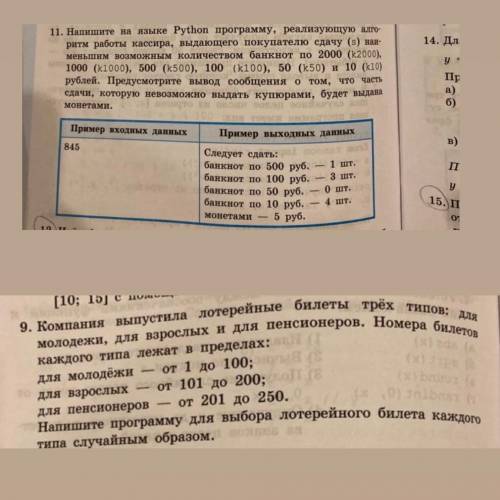 11. Напишите на языке Python программу, реализующую алго-
ритм работы кассира, выдающего покупателю сдачу (s) наи-
меньшим возможным количеством банкнот по 2000 (k2000),
1000 (k1000), 500 (k500), 100 (k100), 50 (k50) и 10 (k10)
рублей. Предусмотрите вывод сообщения о том, что часть
сдачи, которую невозможно выдать купюрами, будет выдана
монетами.
Пример входных данных
Пример выходных данных
845
Следует сдать:
банкнот по 500 руб. — 1 шт.
банкнот по 100 руб. — 3 шт.
банкнот по 50 руб. — 0 шт.
банкнот по 10 руб. — 4 шт.
монетами — 5 руб.
14. Дл
у
Пр
а)
б)
в)
П
у
15. П
от
[10; 15] с помощ
9. Компания выпустила лотерейные билеты трёх типов: для
молодежи, для взрослых и для пенсионеров. Номера билетов
каждого типа лежат в пределах:
для молодёжи — от 1 до 100;
для взрослых — от 101 до 200;
для пенсионеров — от 201 до 250.
Напишите программу для выбора лотерейного билета каждого
типа случайным образом.